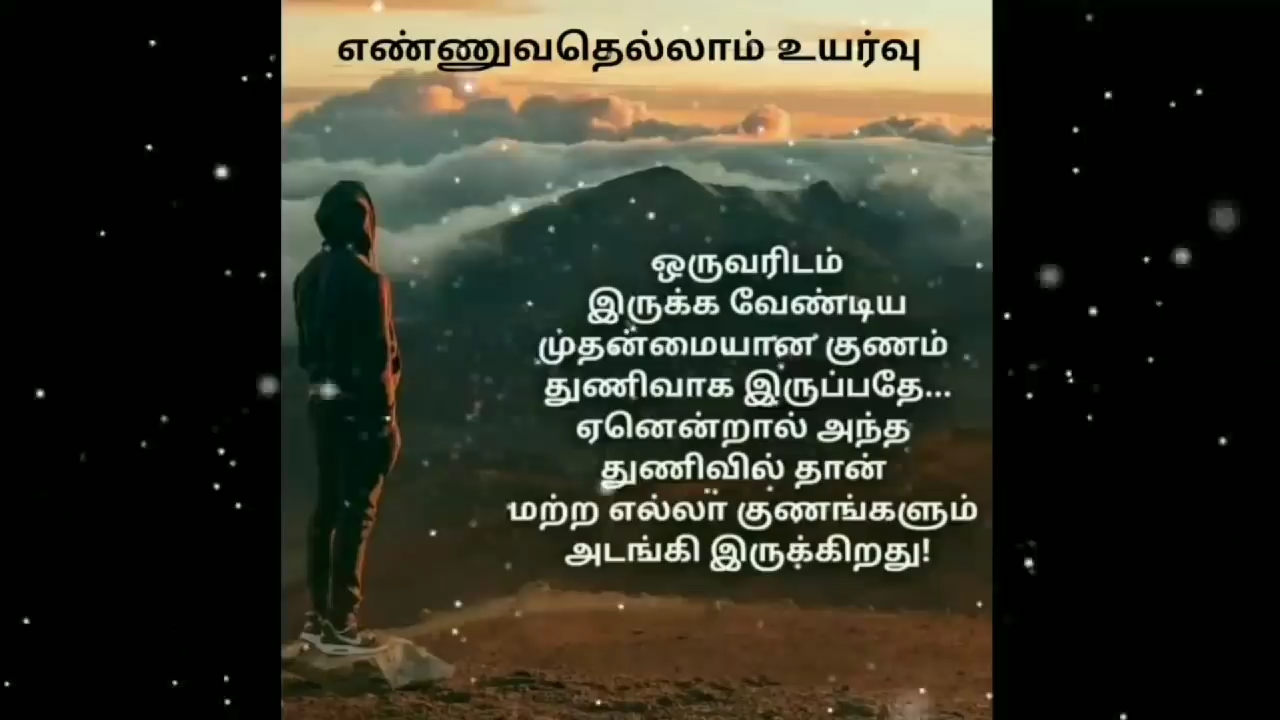 எண்ணுவதெல்லாம் உயர்வு
ஒருவரிடம்
இருக்க வேண்டிய
முதன்மையான குணம்
துணிவாக இருப்பதே...
ஏனென்றால் அந்த
துணிவில் தான்
மற்ற எல்லா குணங்களும்
அடங்கி இருக்கிறது!